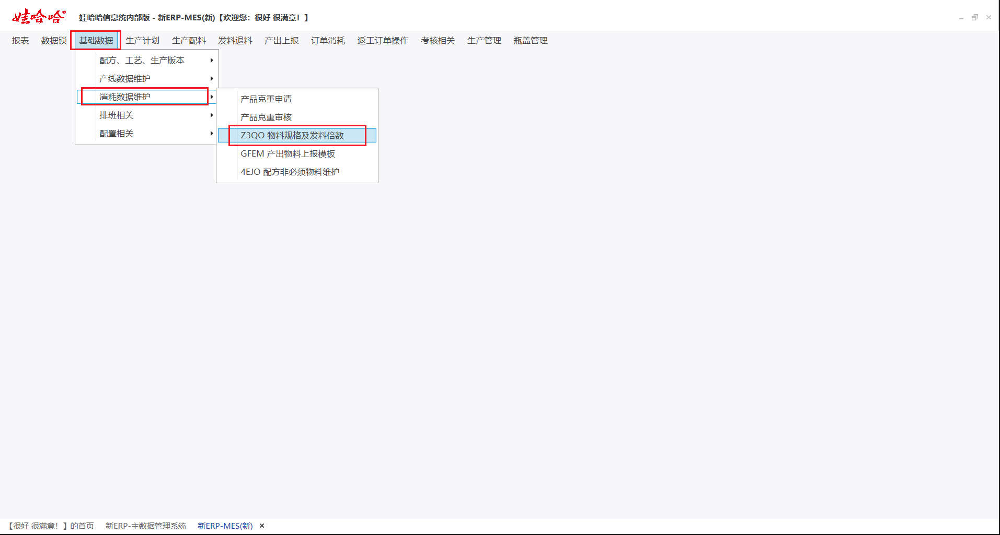 娃哈哈®
娃哈哈信息统内部版 - 新ERP-MES(新)【欢迎您：很好 很满意！】
报表 数据锁 基础数据 生产计划 生产配料 发料退料 产出上报 订单消耗 返工订单操作 考核相关 生产管理 瓶盖管理
配方、工艺、生产版本
产线数据维护
消耗数据维护
排班相关
配置相关
产品克重申请
产品克重审核
Z3QO 物料规格及发料倍数
GFEM 产出物料上报模板
4EJO 配方非必须物料维护
【很好 很满意！】的首页 新ERP-主数据管理系统 新ERP-MES(新)